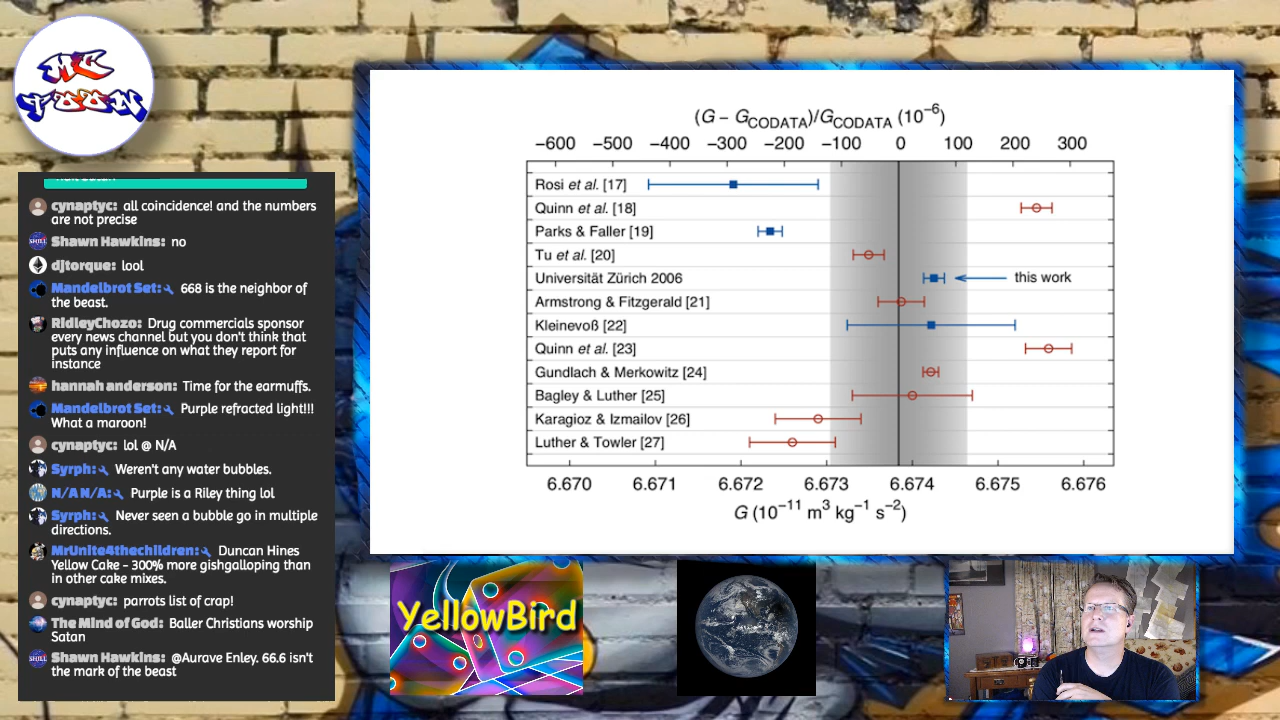 MC
TOON
cynaptyc: all coincidence! and the numbers
are not precise
Shawn Hawkins: no
djtorque: lool
Mandelbrot Set: 668 is the neighbor of
the beast.
RidleyChozo: Drug commercials sponsor
every news channel but you don't think that
puts any influence on what they report for
instance
hannah anderson: Time for the earmuffs.
Mandelbrot Set: Purple refracted light!!!
What a maroon!
cynaptyc: lol @ N/A
Syrph: Weren't any water bubbles.
N/A N/A: Purple is a Riley thing lol
Syrph: Never seen a bubble go in multiple
directions.
MrUnite4thechildren: Duncan Hines
Yellow Cake - 300% more gishgalloping than
in other cake mixes.
cynaptyc: parrots list of crap!
The Mind of God: Baller Christians worship
Satan
Shawn Hawkins: @Aurave Enley. 66.6 isn't
the mark of the beast
(G − G_CODATA)/G_CODATA (10⁻⁶)
−600 −500 −400 −300 −200 −100 0 100 200 300
Rosi et al. [17]
Quinn et al. [18]
Parks & Faller [19]
Tu et al. [20]
Universität Zürich 2006 this work
Armstrong & Fitzgerald [21]
Kleinevoß [22]
Quinn et al. [23]
Gundlach & Merkowitz [24]
Bagley & Luther [25]
Karagioz & Izmailov [26]
Luther & Towler [27]
6.670 6.671 6.672 6.673 6.674 6.675 6.676
G (10⁻¹¹ m³ kg⁻¹ s⁻²)
YellowBird